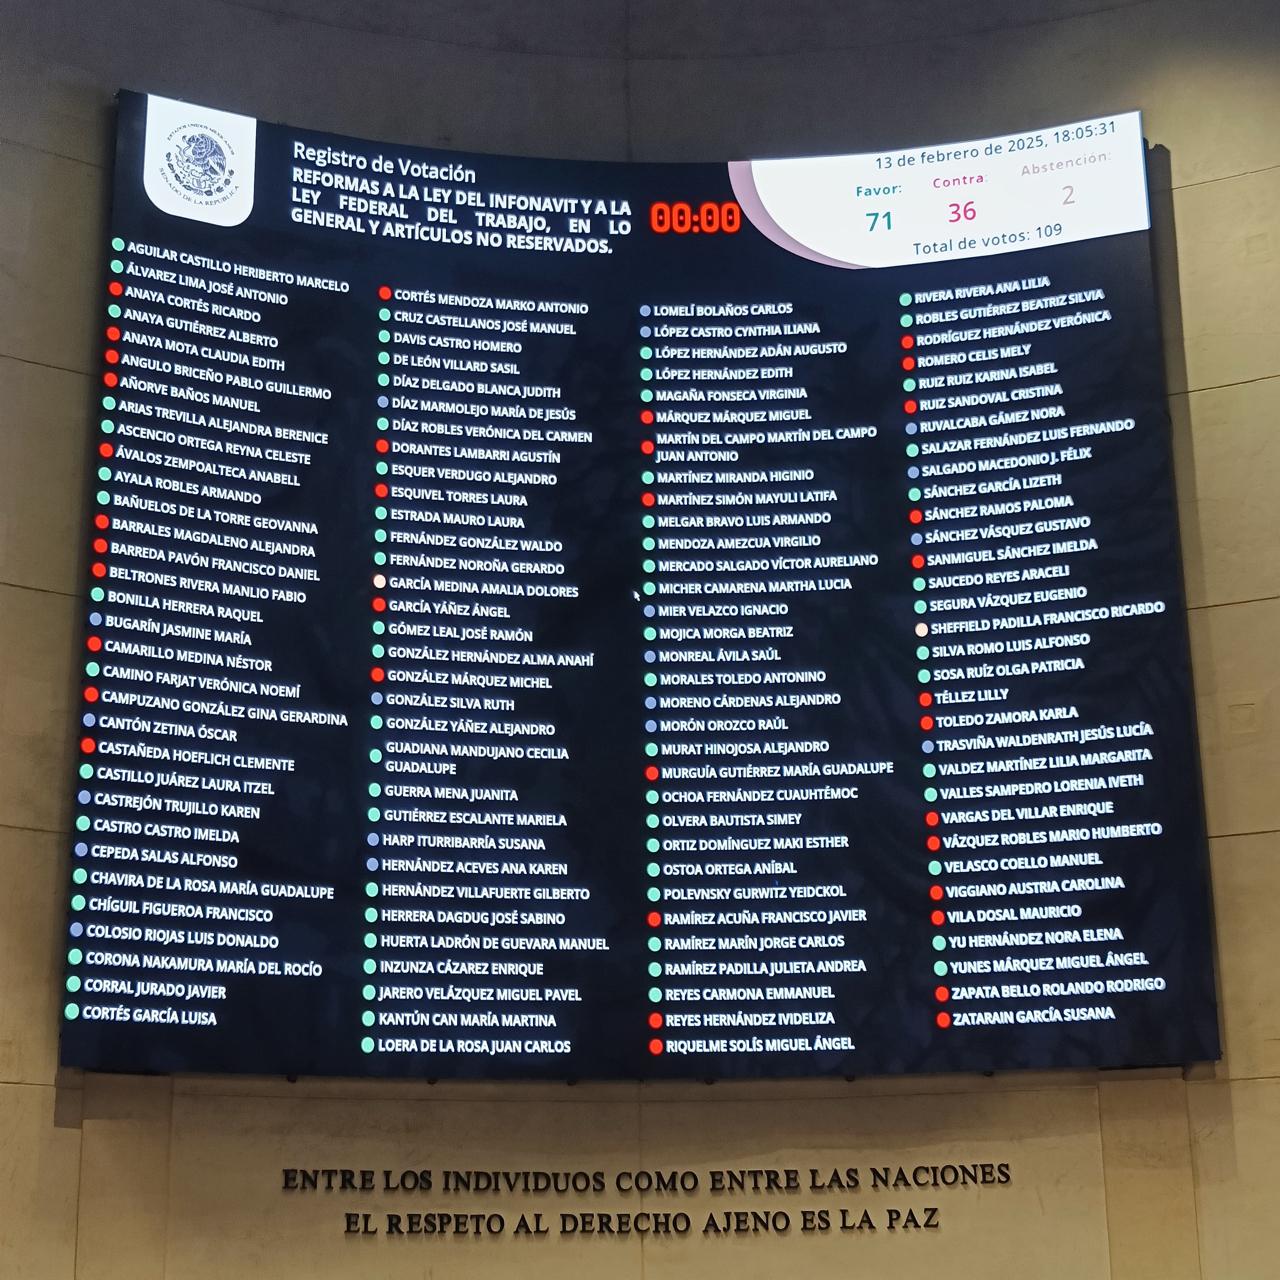 ESTADOS UNIDOS MEXICANOS
SENADO DE LA REPÚBLICA
Registro de Votación
REFORMAS A LA LEY DEL INFONAVIT Y A LA
LEY FEDERAL DEL TRABAJO, EN LO
GENERAL Y ARTÍCULOS NO RESERVADOS.
00:00
13 de febrero de 2025, 18:05:31
Favor: Contra: Abstención:
71 36 2
Total de votos: 109
AGUILAR CASTILLO HERIBERTO MARCELO
ÁLVAREZ LIMA JOSÉ ANTONIO
ANAYA CORTÉS RICARDO
ANAYA GUTIÉRREZ ALBERTO
ANAYA MOTA CLAUDIA EDITH
ANGULO BRICEÑO PABLO GUILLERMO
AÑORVE BAÑOS MANUEL
ARIAS TREVILLA ALEJANDRA BERENICE
ASCENCIO ORTEGA REYNA CELESTE
ÁVALOS ZEMPOALTECA ANABELL
AYALA ROBLES ARMANDO
BAÑUELOS DE LA TORRE GEOVANNA
BARRALES MAGDALENO ALEJANDRA
BARREDA PAVÓN FRANCISCO DANIEL
BELTRONES RIVERA MANLIO FABIO
BONILLA HERRERA RAQUEL
BUGARÍN JASMINE MARÍA
CAMARILLO MEDINA NÉSTOR
CAMINO FARJAT VERÓNICA NOEMÍ
CAMPUZANO GONZÁLEZ GINA GERARDINA
CANTÓN ZETINA ÓSCAR
CASTAÑEDA HOEFLICH CLEMENTE
CASTILLO JUÁREZ LAURA ITZEL
CASTREJÓN TRUJILLO KAREN
CASTRO CASTRO IMELDA
CEPEDA SALAS ALFONSO
CHAVIRA DE LA ROSA MARÍA GUADALUPE
CHÍGUIL FIGUEROA FRANCISCO
COLOSIO RIOJAS LUIS DONALDO
CORONA NAKAMURA MARÍA DEL ROCÍO
CORRAL JURADO JAVIER
CORTÉS GARCÍA LUISA
CORTÉS MENDOZA MARKO ANTONIO
CRUZ CASTELLANOS JOSÉ MANUEL
DAVIS CASTRO HOMERO
DE LEÓN VILLARD SASIL
DÍAZ DELGADO BLANCA JUDITH
DÍAZ MARMOLEJO MARÍA DE JESÚS
DÍAZ ROBLES VERÓNICA DEL CARMEN
DORANTES LAMBARRI AGUSTÍN
ESQUER VERDUGO ALEJANDRO
ESQUIVEL TORRES LAURA
ESTRADA MAURO LAURA
FERNÁNDEZ GONZÁLEZ WALDO
FERNÁNDEZ NOROÑA GERARDO
GARCÍA MEDINA AMALIA DOLORES
GARCÍA YÁÑEZ ÁNGEL
GÓMEZ LEAL JOSÉ RAMÓN
GONZÁLEZ HERNÁNDEZ ALMA ANAHÍ
GONZÁLEZ MÁRQUEZ MICHEL
GONZÁLEZ SILVA RUTH
GONZÁLEZ YÁÑEZ ALEJANDRO
GUADIANA MANDUJANO CECILIA
GUADALUPE
GUERRA MENA JUANITA
GUTIÉRREZ ESCALANTE MARIELA
HARP ITURRIBARRÍA SUSANA
HERNÁNDEZ ACEVES ANA KAREN
HERNÁNDEZ VILLAFUERTE GILBERTO
HERRERA DAGDUG JOSÉ SABINO
HUERTA LADRÓN DE GUEVARA MANUEL
INZUNZA CÁZAREZ ENRIQUE
JARERO VELÁZQUEZ MIGUEL PAVEL
KANTÚN CAN MARÍA MARTINA
LOERA DE LA ROSA JUAN CARLOS
LOMELÍ BOLAÑOS CARLOS
LÓPEZ CASTRO CYNTHIA ILIANA
LÓPEZ HERNÁNDEZ ADÁN AUGUSTO
LÓPEZ HERNÁNDEZ EDITH
MAGAÑA FONSECA VIRGINIA
MÁRQUEZ MÁRQUEZ MIGUEL
MARTÍN DEL CAMPO MARTÍN DEL CAMPO
JUAN ANTONIO
MARTÍNEZ MIRANDA HIGINIO
MARTÍNEZ SIMÓN MAYULI LATIFA
MELGAR BRAVO LUIS ARMANDO
MENDOZA AMEZCUA VIRGILIO
MERCADO SALGADO VÍCTOR AURELIANO
MICHER CAMARENA MARTHA LUCIA
MIER VELAZCO IGNACIO
MOJICA MORGA BEATRIZ
MONREAL ÁVILA SAÚL
MORALES TOLEDO ANTONINO
MORENO CÁRDENAS ALEJANDRO
MORÓN OROZCO RAÚL
MURAT HINOJOSA ALEJANDRO
MURGUÍA GUTIÉRREZ MARÍA GUADALUPE
OCHOA FERNÁNDEZ CUAUHTÉMOC
OLVERA BAUTISTA SIMEY
ORTIZ DOMÍNGUEZ MAKI ESTHER
OSTOA ORTEGA ANÍBAL
POLEVNSKY GURWITZ YEIDCKOL
RAMÍREZ ACUÑA FRANCISCO JAVIER
RAMÍREZ MARÍN JORGE CARLOS
RAMÍREZ PADILLA JULIETA ANDREA
REYES CARMONA EMMANUEL
REYES HERNÁNDEZ IVIDELIZA
RIQUELME SOLÍS MIGUEL ÁNGEL
RIVERA RIVERA ANA LILIA
ROBLES GUTIÉRREZ BEATRIZ SILVIA
RODRÍGUEZ HERNÁNDEZ VERÓNICA
ROMERO CELIS MELY
RUIZ RUIZ KARINA ISABEL
RUIZ SANDOVAL CRISTINA
RUVALCABA GÁMEZ NORA
SALAZAR FERNÁNDEZ LUIS FERNANDO
SALGADO MACEDONIO J. FÉLIX
SÁNCHEZ GARCÍA LIZETH
SÁNCHEZ RAMOS PALOMA
SÁNCHEZ VÁSQUEZ GUSTAVO
SANMIGUEL SÁNCHEZ IMELDA
SAUCEDO REYES ARACELI
SEGURA VÁZQUEZ EUGENIO
SHEFFIELD PADILLA FRANCISCO RICARDO
SILVA ROMO LUIS ALFONSO
SOSA RUÍZ OLGA PATRICIA
TÉLLEZ LILLY
TOLEDO ZAMORA KARLA
TRASVIÑA WALDENRATH JESÚS LUCÍA
VALDEZ MARTÍNEZ LILIA MARGARITA
VALLES SAMPEDRO LORENIA IVETH
VARGAS DEL VILLAR ENRIQUE
VÁZQUEZ ROBLES MARIO HUMBERTO
VELASCO COELLO MANUEL
VIGGIANO AUSTRIA CAROLINA
VILA DOSAL MAURICIO
YU HERNÁNDEZ NORA ELENA
YUNES MÁRQUEZ MIGUEL ÁNGEL
ZAPATA BELLO ROLANDO RODRIGO
ZATARAIN GARCÍA SUSANA
ENTRE LOS INDIVIDUOS COMO ENTRE LAS NACIONES
EL RESPETO AL DERECHO AJENO ES LA PAZ